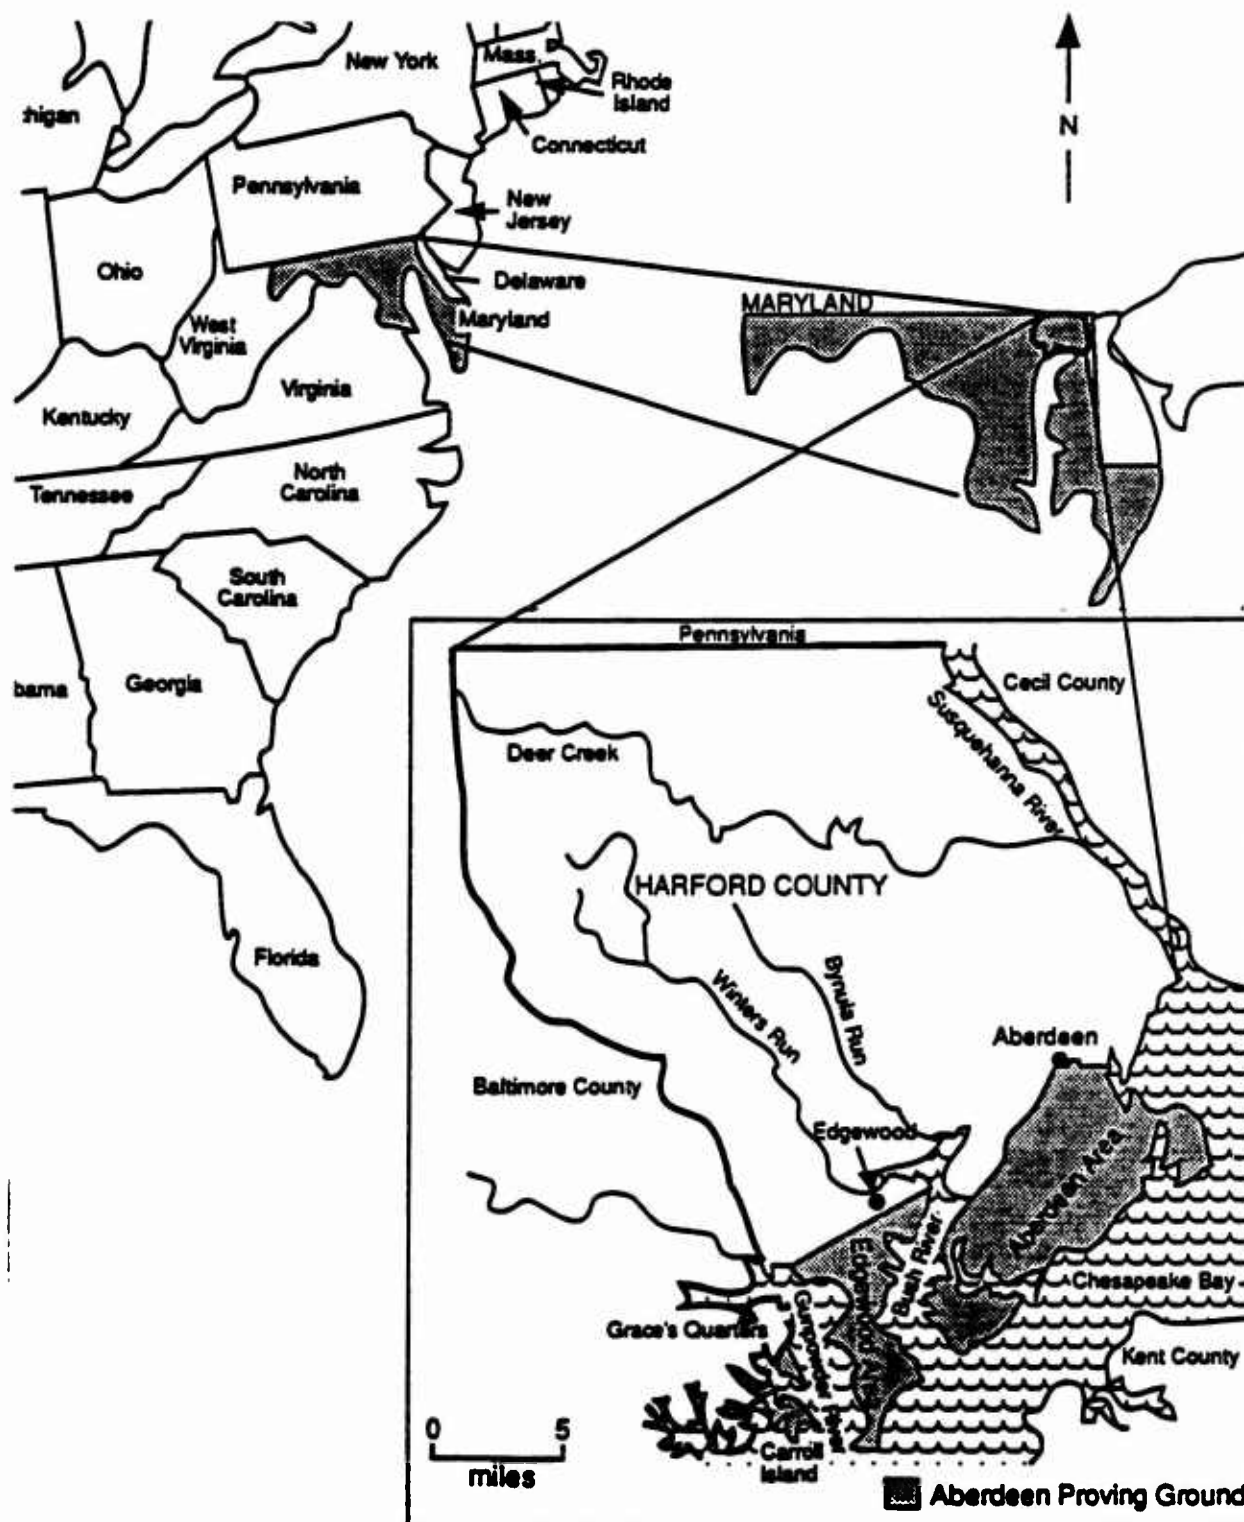 New York
Mass.
Rhode
Island
Connecticut
N
higan
Pennsylvania
New
Jersey
Ohio
Delaware
MARYLAND
Maryland
West
Virginia
Virginia
Kentucky
North
Carolina
Tennessee
South
Carolina
bama
Georgia
Florida
Pennsylvania
Cecil County
Susquehanna River
Deer Creek
HARFORD COUNTY
Winters Run
Bynula Run
Aberdeen
Baltimore County
Edgewood
Aberdeen Area
Edgewood Area
Bush River
Chesapeake Bay
Gunpowder River
Grace's Quarters
Kent County
Carroll
Island
0 5
miles
Aberdeen Proving Ground